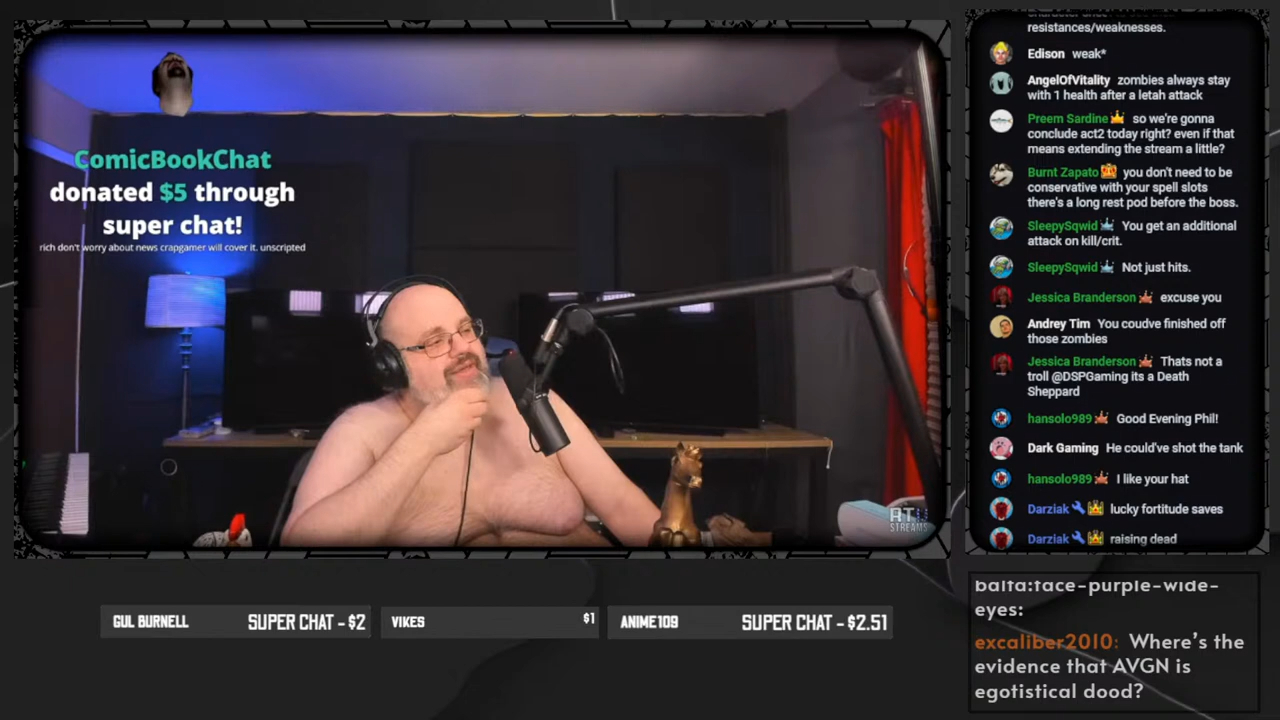 ComicBookChat
donated $5 through
super chat!
rich don't worry about news crapgamer will cover it. unscripted
RTU
STREAMS
GUL BURNELL SUPER CHAT - $2
VIKES $1
ANIME109 SUPER CHAT - $2.51
resistances/weaknesses.
Edison weak*
AngelOfVitality zombies always stay
with 1 health after a letah attack
Preem Sardine so we're gonna
conclude act2 today right? even if that
means extending the stream a little?
Burnt Zapato you don't need to be
conservative with your spell slots
there's a long rest pod before the boss.
SleepySqwid You get an additional
attack on kill/crit.
SleepySqwid Not just hits.
Jessica Branderson excuse you
Andrey Tim You coudve finished off
those zombies
Jessica Branderson Thats not a
troll @DSPGaming its a Death
Sheppard
hansolo989 Good Evening Phil!
Dark Gaming He could've shot the tank
hansolo989 I like your hat
Darziak lucky fortitude saves
Darziak raising dead
balta:face-purple-wide-
eyes:
excaliber2010: Where's the
evidence that AVGN is
egotistical dood?